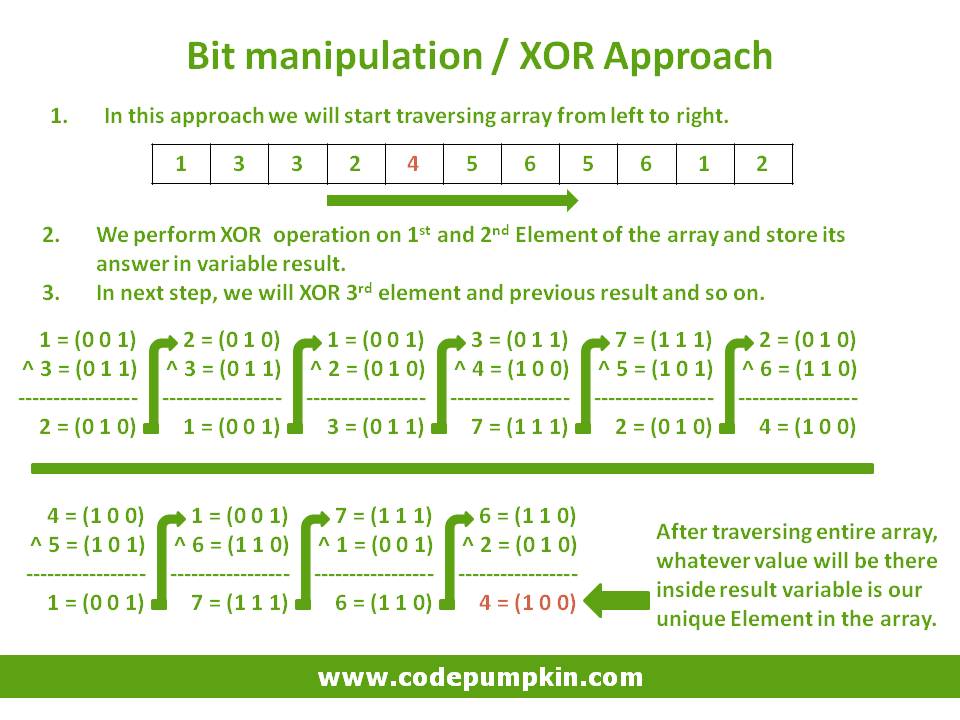 Bit manipulation / XOR Approach
1. In this approach we will start traversing array from left to right.
1 3 3 2 4 5 6 5 6 1 2
2. We perform XOR operation on 1st and 2nd Element of the array and store its
answer in variable result.
3. In next step, we will XOR 3rd element and previous result and so on.
1 = (0 0 1) 2 = (0 1 0) 1 = (0 0 1) 3 = (0 1 1) 7 = (1 1 1) 2 = (0 1 0)
^ 3 = (0 1 1) ^ 3 = (0 1 1) ^ 2 = (0 1 0) ^ 4 = (1 0 0) ^ 5 = (1 0 1) ^ 6 = (1 1 0)
----------------- ----------------- ----------------- ----------------- ----------------- -----------------
2 = (0 1 0) 1 = (0 0 1) 3 = (0 1 1) 7 = (1 1 1) 2 = (0 1 0) 4 = (1 0 0)
4 = (1 0 0) 1 = (0 0 1) 7 = (1 1 1) 6 = (1 1 0)
^ 5 = (1 0 1) ^ 6 = (1 1 0) ^ 1 = (0 0 1) ^ 2 = (0 1 0)
----------------- ----------------- ----------------- -----------------
1 = (0 0 1) 7 = (1 1 1) 6 = (1 1 0) 4 = (1 0 0)
After traversing entire array,
whatever value will be there
inside result variable is our
unique Element in the array.
www.codepumpkin.com